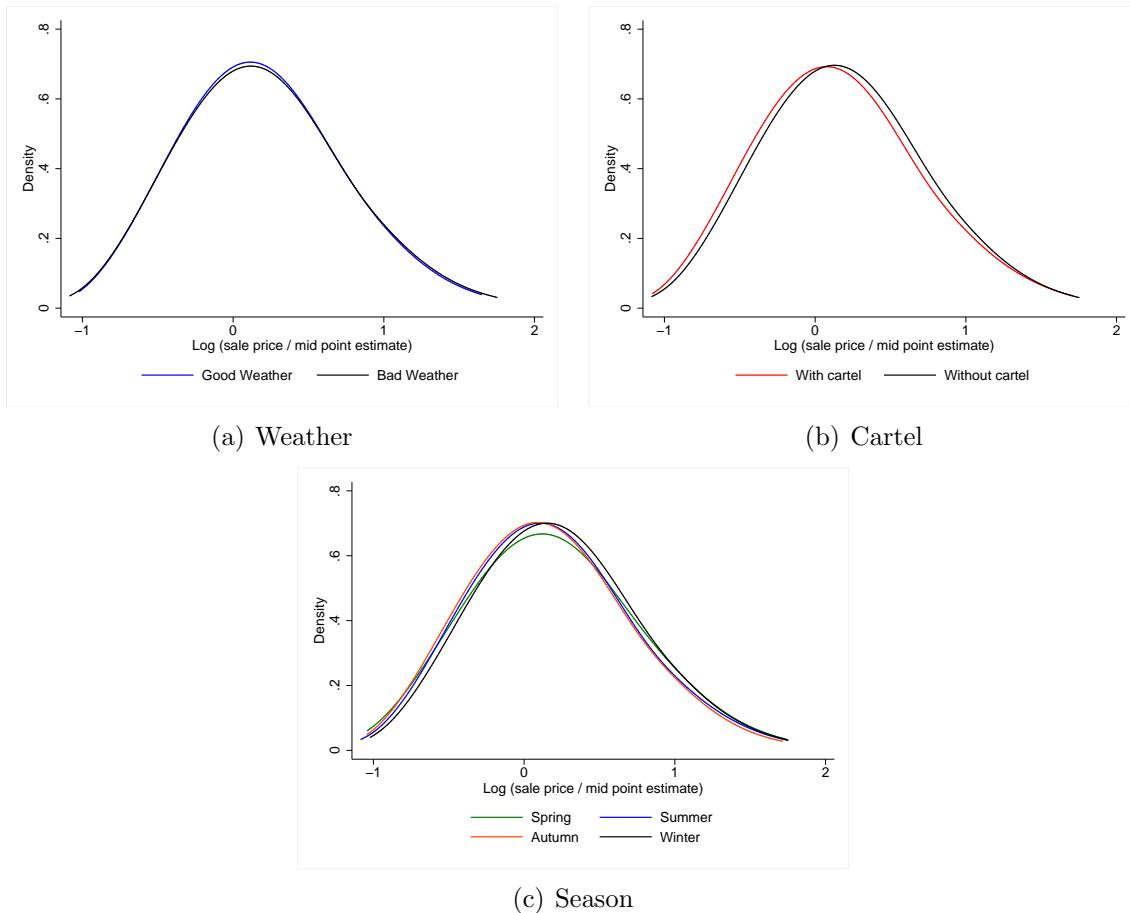 .8
.6
.4
.2
0
Density
−1 0 1 2
Log (sale price / mid point estimate)
Good Weather Bad Weather
(a) Weather
.8
.6
.4
.2
0
Density
−1 0 1 2
Log (sale price / mid point estimate)
With cartel Without cartel
(b) Cartel
.8
.6
.4
.2
0
Density
−1 0 1 2
Log (sale price / mid point estimate)
Spring Summer
Autumn Winter
(c) Season